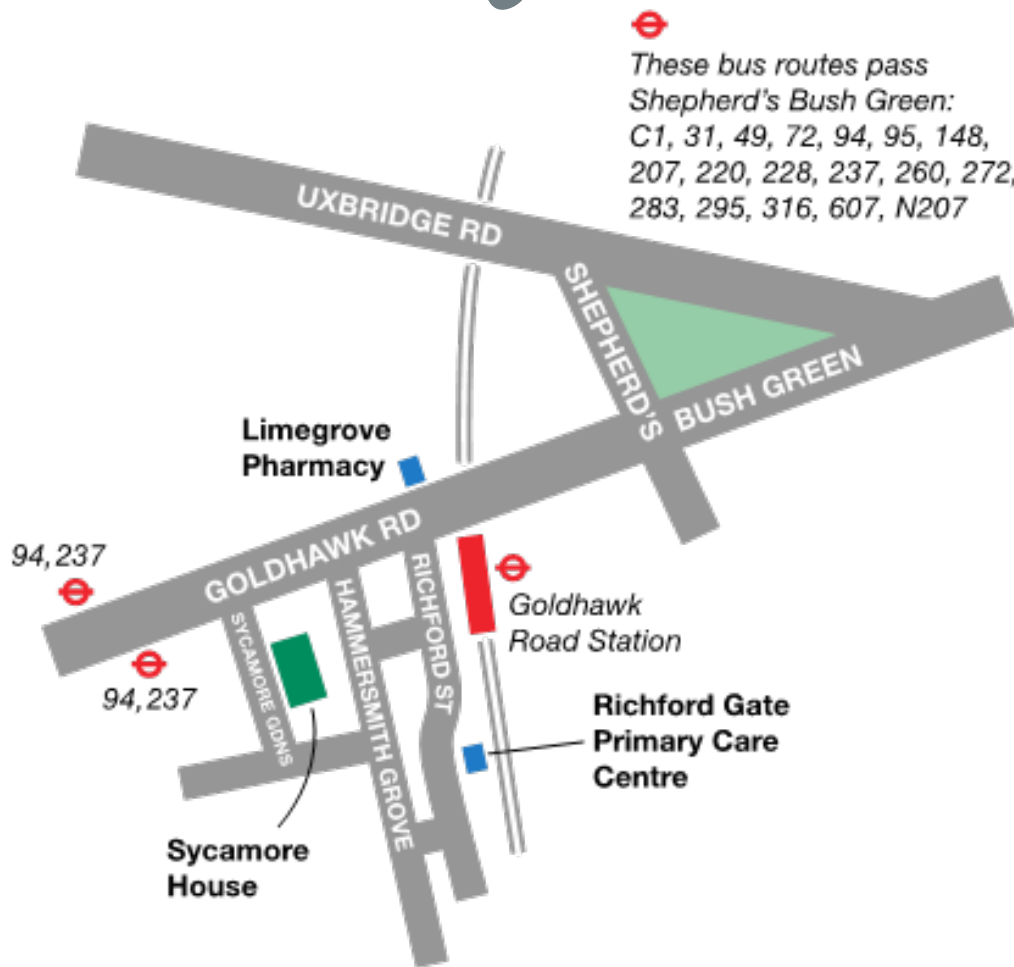 These bus routes pass
Shepherd's Bush Green:
C1, 31, 49, 72, 94, 95, 148,
207, 220, 228, 237, 260, 272,
283, 295, 316, 607, N207
UXBRIDGE RD
SHEPHERD'S
BUSH GREEN
Limegrove
Pharmacy
GOLDHAWK RD
94,237
94,237
SYCAMORE GDNS
HAMMERSMITH GROVE
RICHFORD ST
Goldhawk
Road Station
Richford Gate
Primary Care
Centre
Sycamore
House